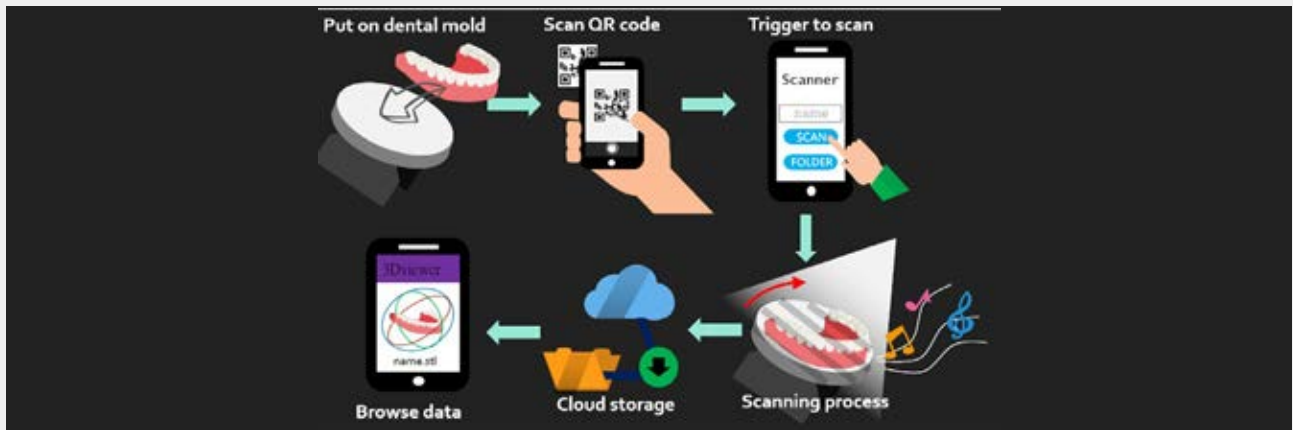 Put on dental mold
Scan QR code
Trigger to scan
Scanner
name
SCAN
FOLDER
3Dviewer
name.stl
Browse data
Cloud storage
Scanning process